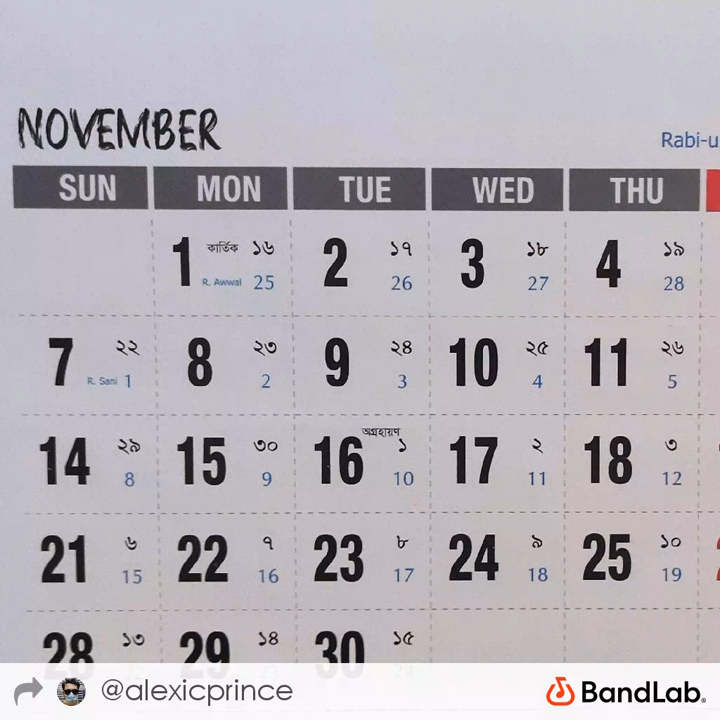 NOVEMBER
Rabi-u
SUN MON TUE WED THU
1 কার্তিক ১৬ 2 ১৭ 3 ১৮ 4 ১৯
R. Awwal 25 26 27 28
7 ২২ 8 ২৩ 9 ২৪ 10 ২৫ 11 ২৬
R. Sani 1 2 3 4 5
14 ২৯ 15 ৩০ 16 অগ্রহায়ণ ১ 17 ২ 18 ৩
8 9 10 11 12
21 ৬ 22 ৭ 23 ৮ 24 ৯ 25 ১০
15 16 17 18 19
28 ১৩ 29 ১৪ 30 ১৫
@alexicprince BandLab.